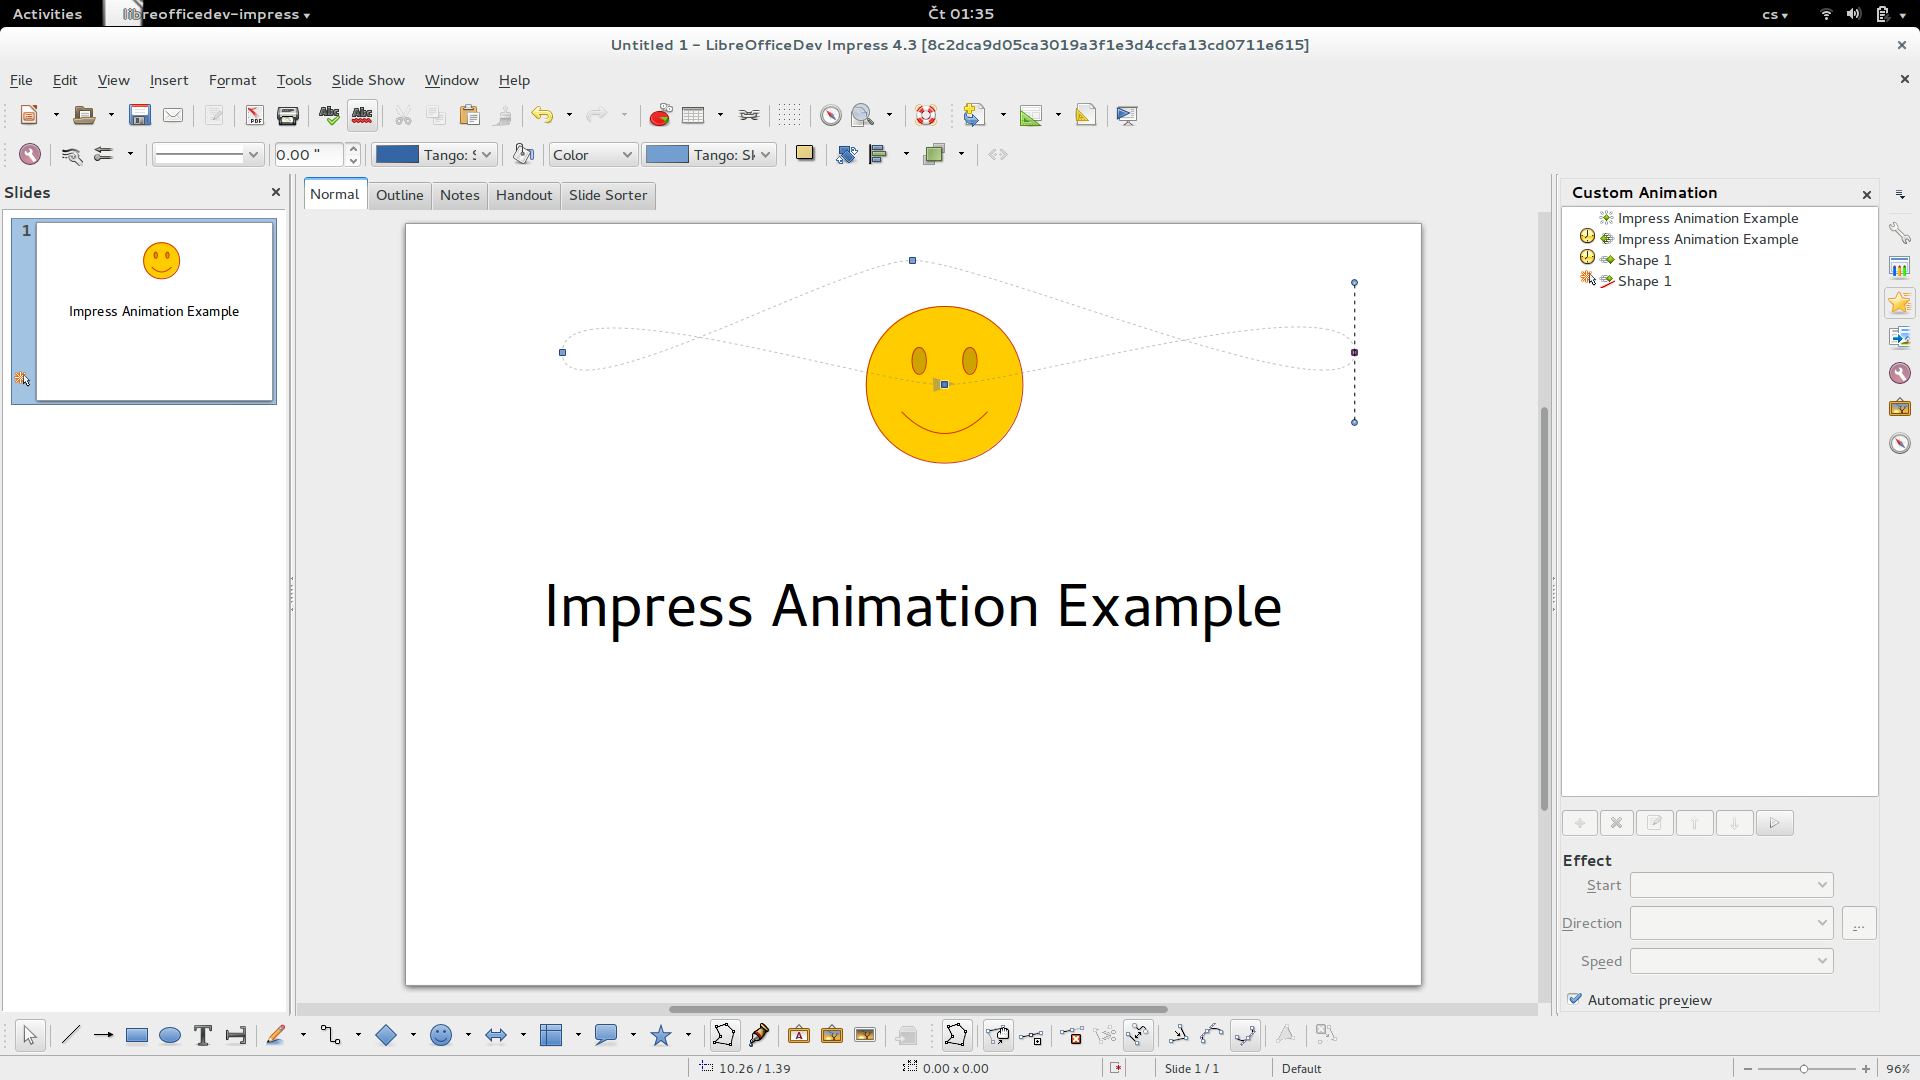 Activities libreofficedev-impress Čt 01:35 cs
Untitled 1 – LibreOfficeDev Impress 4.3 [8c2dca9d05ca3019a3f1e3d4ccfa13cd0711e615]
File Edit View Insert Format Tools Slide Show Window Help
0.00 " Tango: Color Tango:
Slides
1
Impress Animation Example
Normal Outline Notes Handout Slide Sorter
Impress Animation Example
Custom Animation
Impress Animation Example
Impress Animation Example
Shape 1
Shape 1
Effect
Start
Direction ...
Speed
Automatic preview
10.26 / 1.39 0.00 x 0.00 Slide 1 / 1 Default 96%